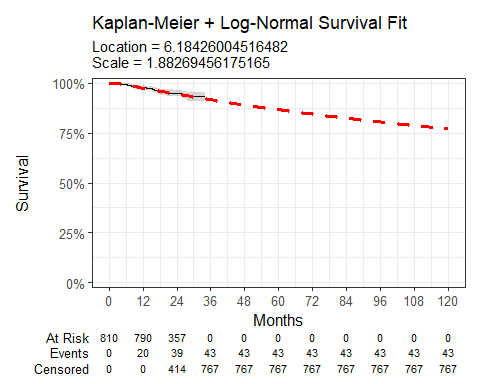 Kaplan-Meier + Log-Normal Survival Fit
Location = 6.18426004516482
Scale = 1.88269456175165
100%
75%
50%
25%
0%
Survival
0 12 24 36 48 60 72 84 96 108 120
Months
At Risk 810 790 357 0 0 0 0 0 0 0 0
Events 0 20 39 43 43 43 43 43 43 43 43
Censored 0 0 414 767 767 767 767 767 767 767 767